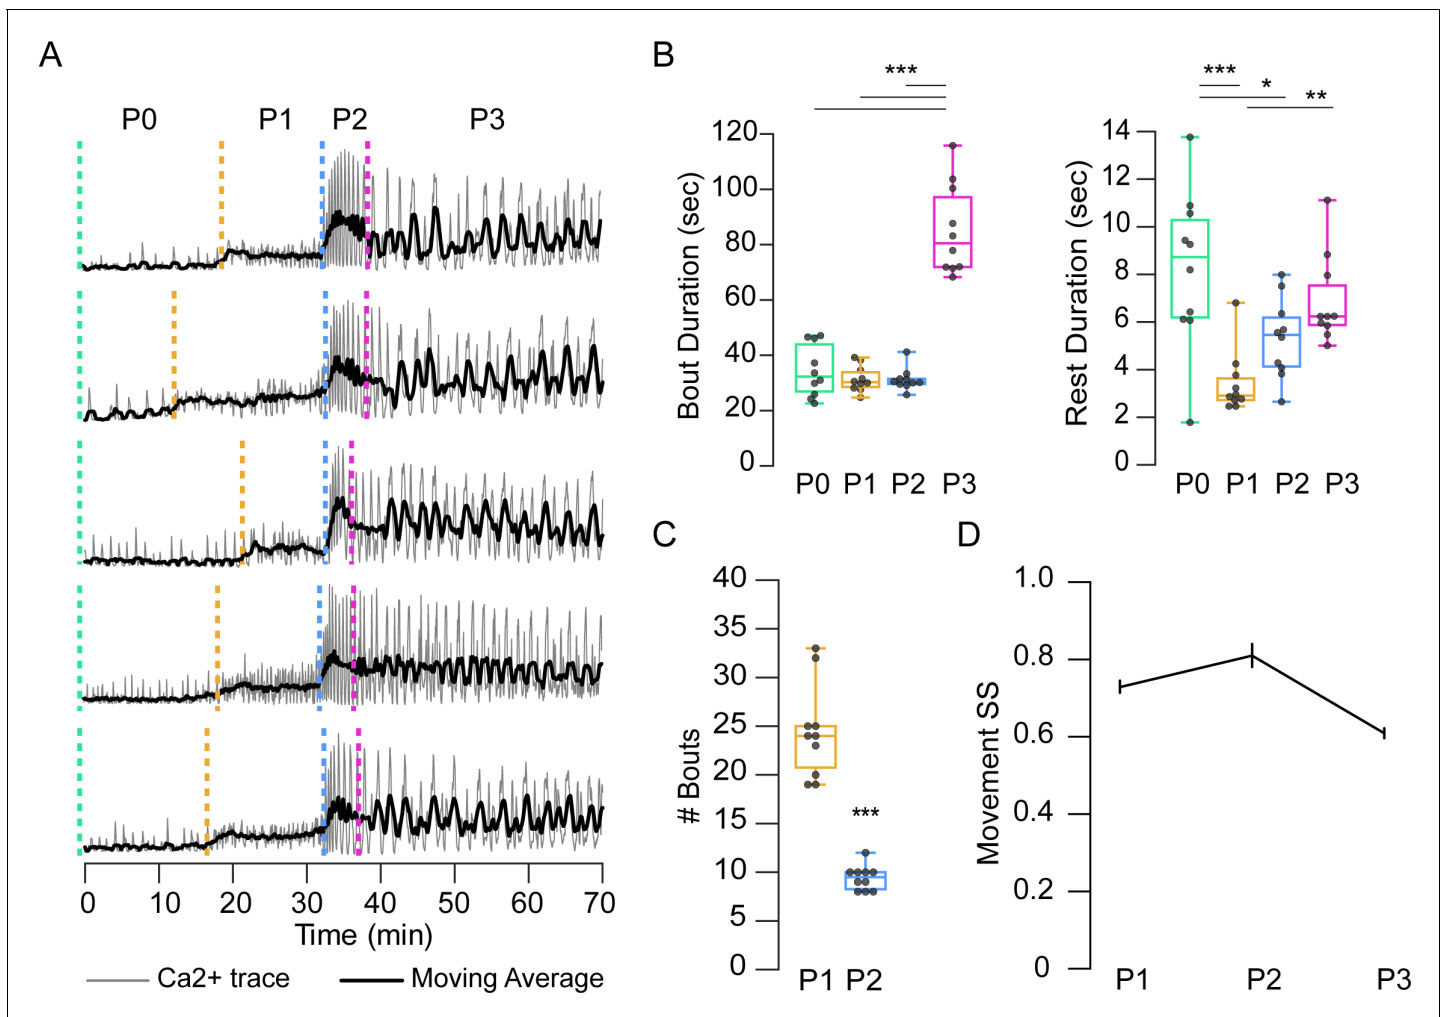 A
P0 P1 P2 P3
0 10 20 30 40 50 60 70
Time (min)
Ca2+ trace Moving Average
B
***
120
100
80
60
40
20
0
Bout Duration (sec)
P0 P1 P2 P3
*** * **
14
12
10
8
6
4
2
0
Rest Duration (sec)
P0 P1 P2 P3
C
40
35
30
25
20
15
10
5
0
# Bouts
***
P1 P2
D
1.0
0.8
0.6
0.4
0.2
0
Movement SS
P1 P2 P3